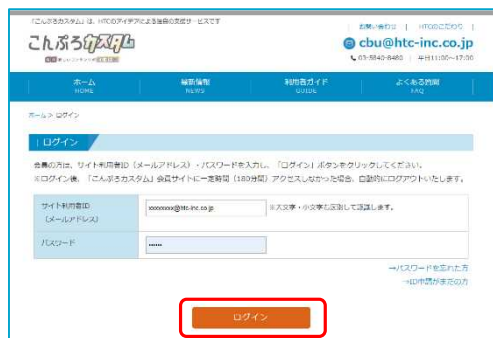 「こんぷろカスタム」は、HTCのアイデアによる独自の支援サービスです
お問い合わせ | HTCのこだわり |
こんぷろカスタム
cbu@htc-inc.co.jp
03-5840-8480 | 平日11:00~17:00
ホーム 最新情報 利用者ガイド よくある質問
HOME NEWS GUIDE FAQ
ホーム > ログイン
ログイン
会員の方は、サイト利用者ID(メールアドレス)・パスワードを入力し、「ログイン」ボタンをクリックしてください。
※ログイン後、「こんぷろカスタム」会員サイトに一定時間(180分間)アクセスしなかった場合、自動的にログアウトいたします。
サイト利用者ID
(メールアドレス)
xxxxxxxx@htc-inc.co.jp
※大文字・小文字も区別して認識します。
パスワード
••••••
→パスワードを忘れた方
→ID申請がまだの方
ログイン